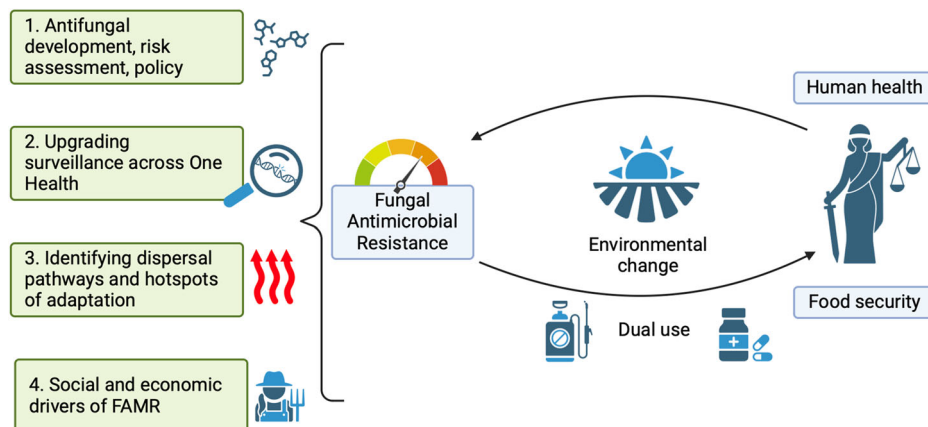 1. Antifungal
development, risk
assessment, policy
2. Upgrading
surveillance across One
Health
3. Identifying dispersal
pathways and hotspots
of adaptation
4. Social and economic
drivers of FAMR
Fungal
Antimicrobial
Resistance
Environmental
change
Dual use
Human health
Food security